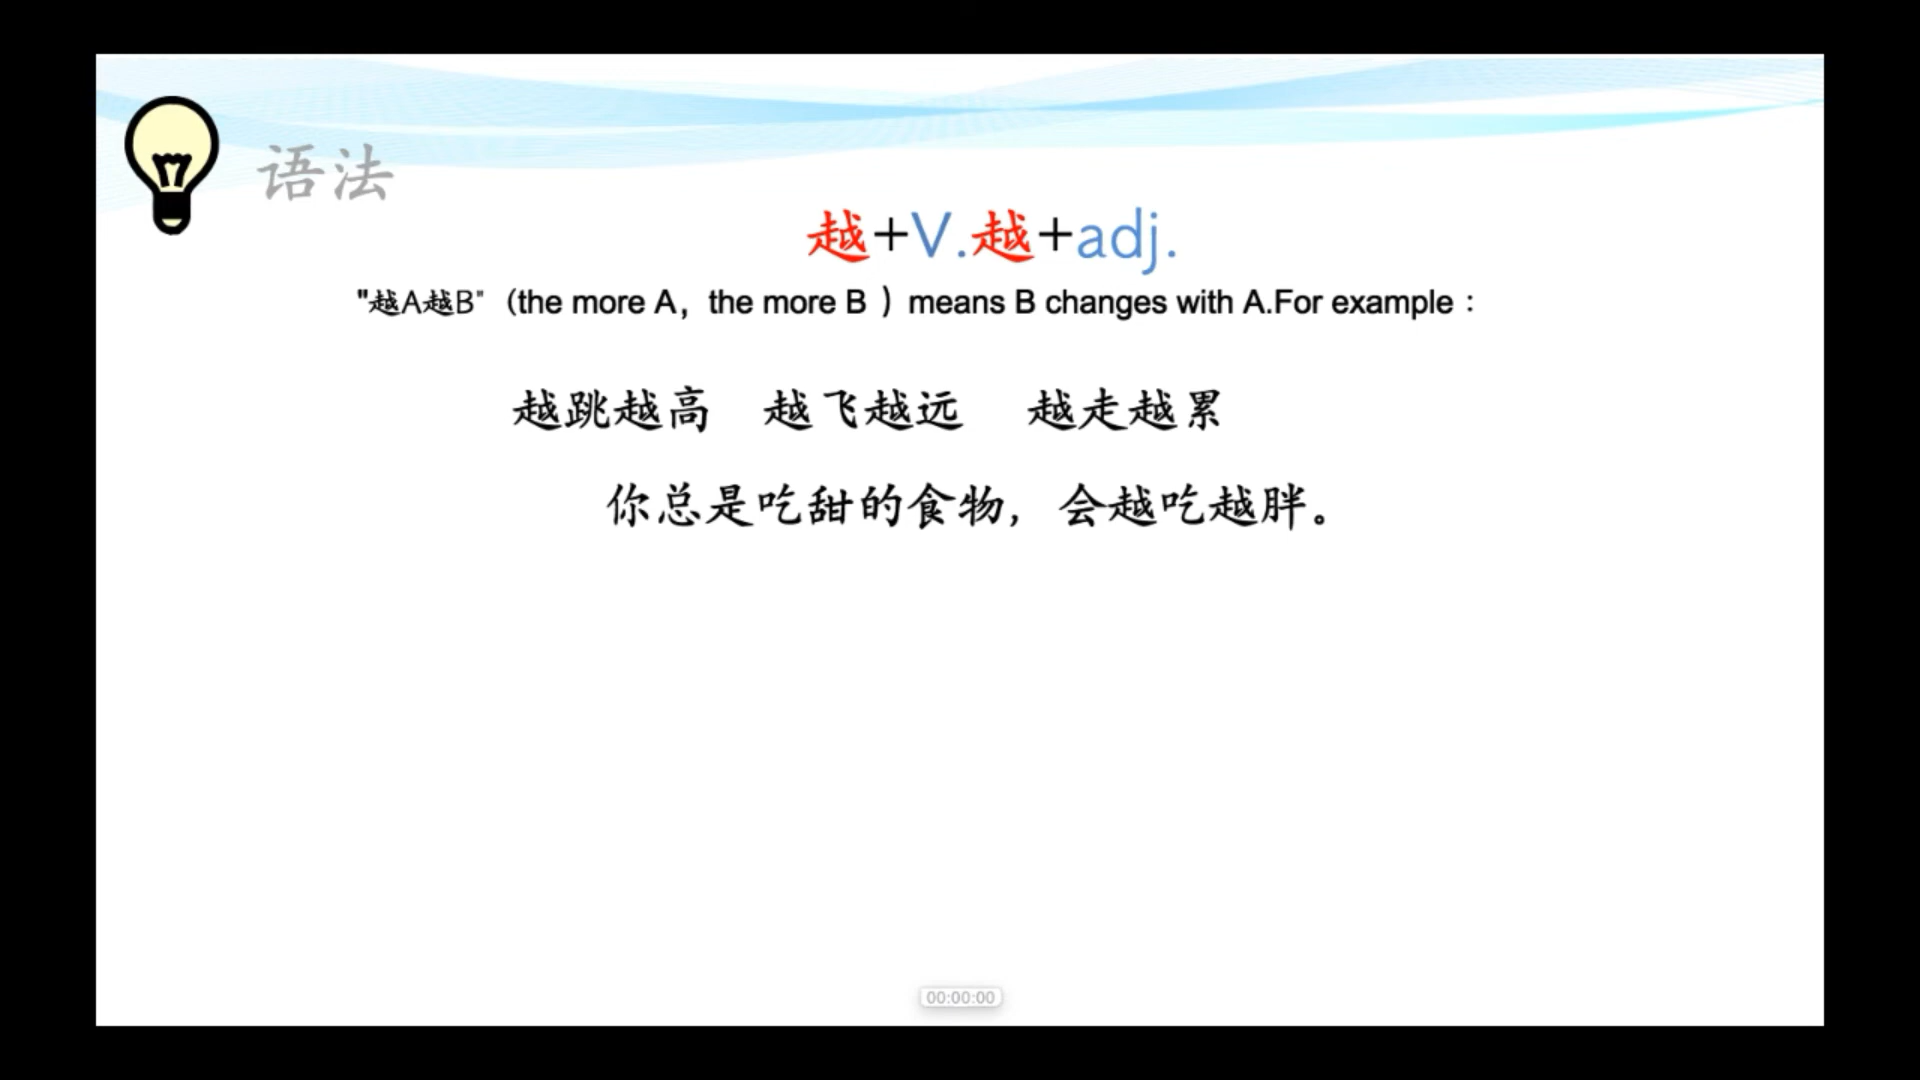 语法
越+V.越+adj.
"越A越B"（the more A，the more B ）means B changes with A.For example：
越跳越高 越飞越远 越走越累
你总是吃甜的食物，会越吃越胖。
00:00:00